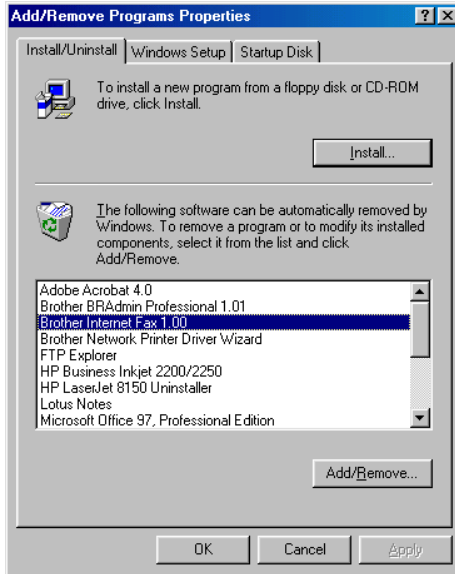 Add/Remove Programs Properties
Install/Uninstall
Windows Setup
Startup Disk
To install a new program from a floppy disk or CD-ROM
drive, click Install.
Install...
The following software can be automatically removed by
Windows. To remove a program or to modify its installed
components, select it from the list and click
Add/Remove.
Adobe Acrobat 4.0
Brother BRAdmin Professional 1.01
Brother Internet Fax 1.00
Brother Network Printer Driver Wizard
FTP Explorer
HP Business Inkjet 2200/2250
HP LaserJet 8150 Uninstaller
Lotus Notes
Microsoft Office 97, Professional Edition
Add/Remove...
OK
Cancel
Apply